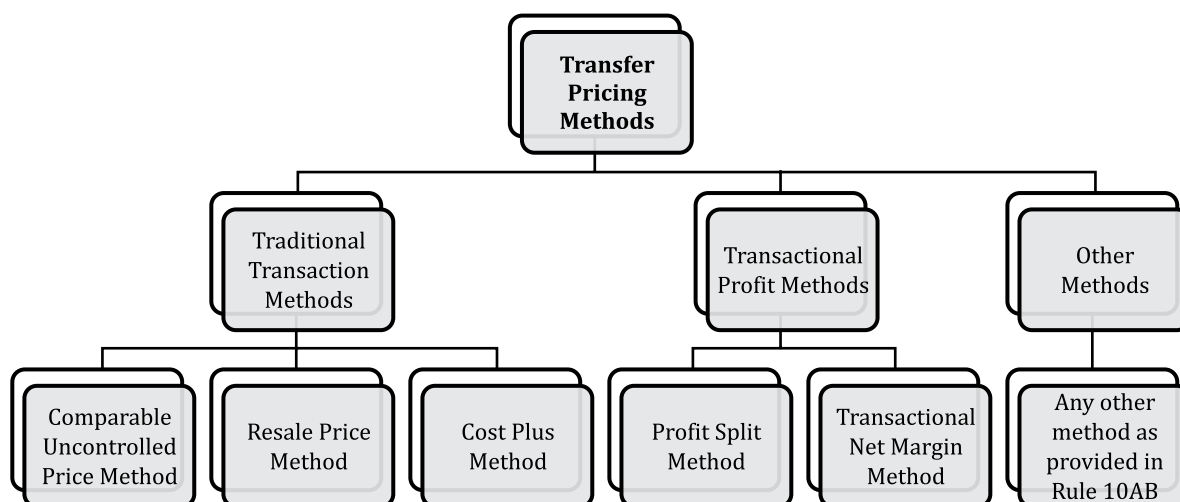 Transfer
Pricing
Methods
Traditional
Transaction
Methods
Transactional
Profit Methods
Other
Methods
Comparable
Uncontrolled
Price Method
Resale Price
Method
Cost Plus
Method
Profit Split
Method
Transactional
Net Margin
Method
Any other
method as
provided in
Rule 10AB